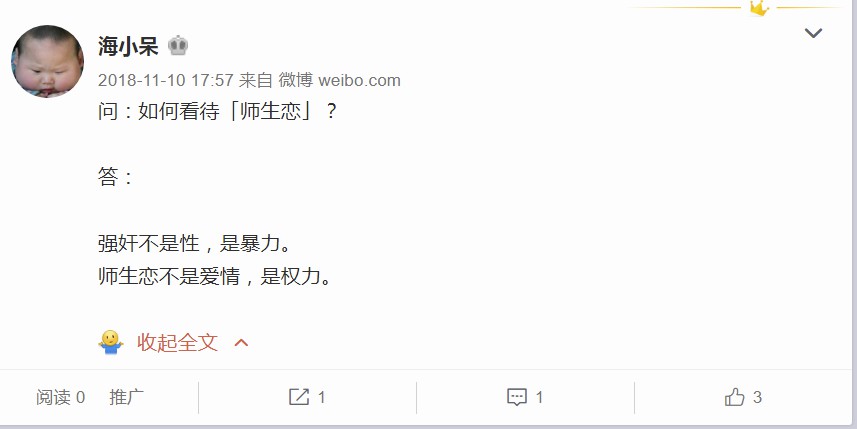 海小呆
2018-11-10 17:57 来自 微博 weibo.com
问：如何看待「师生恋」？
答：
强奸不是性，是暴力。
师生恋不是爱情，是权力。
收起全文
阅读 0 推广 1 1 3